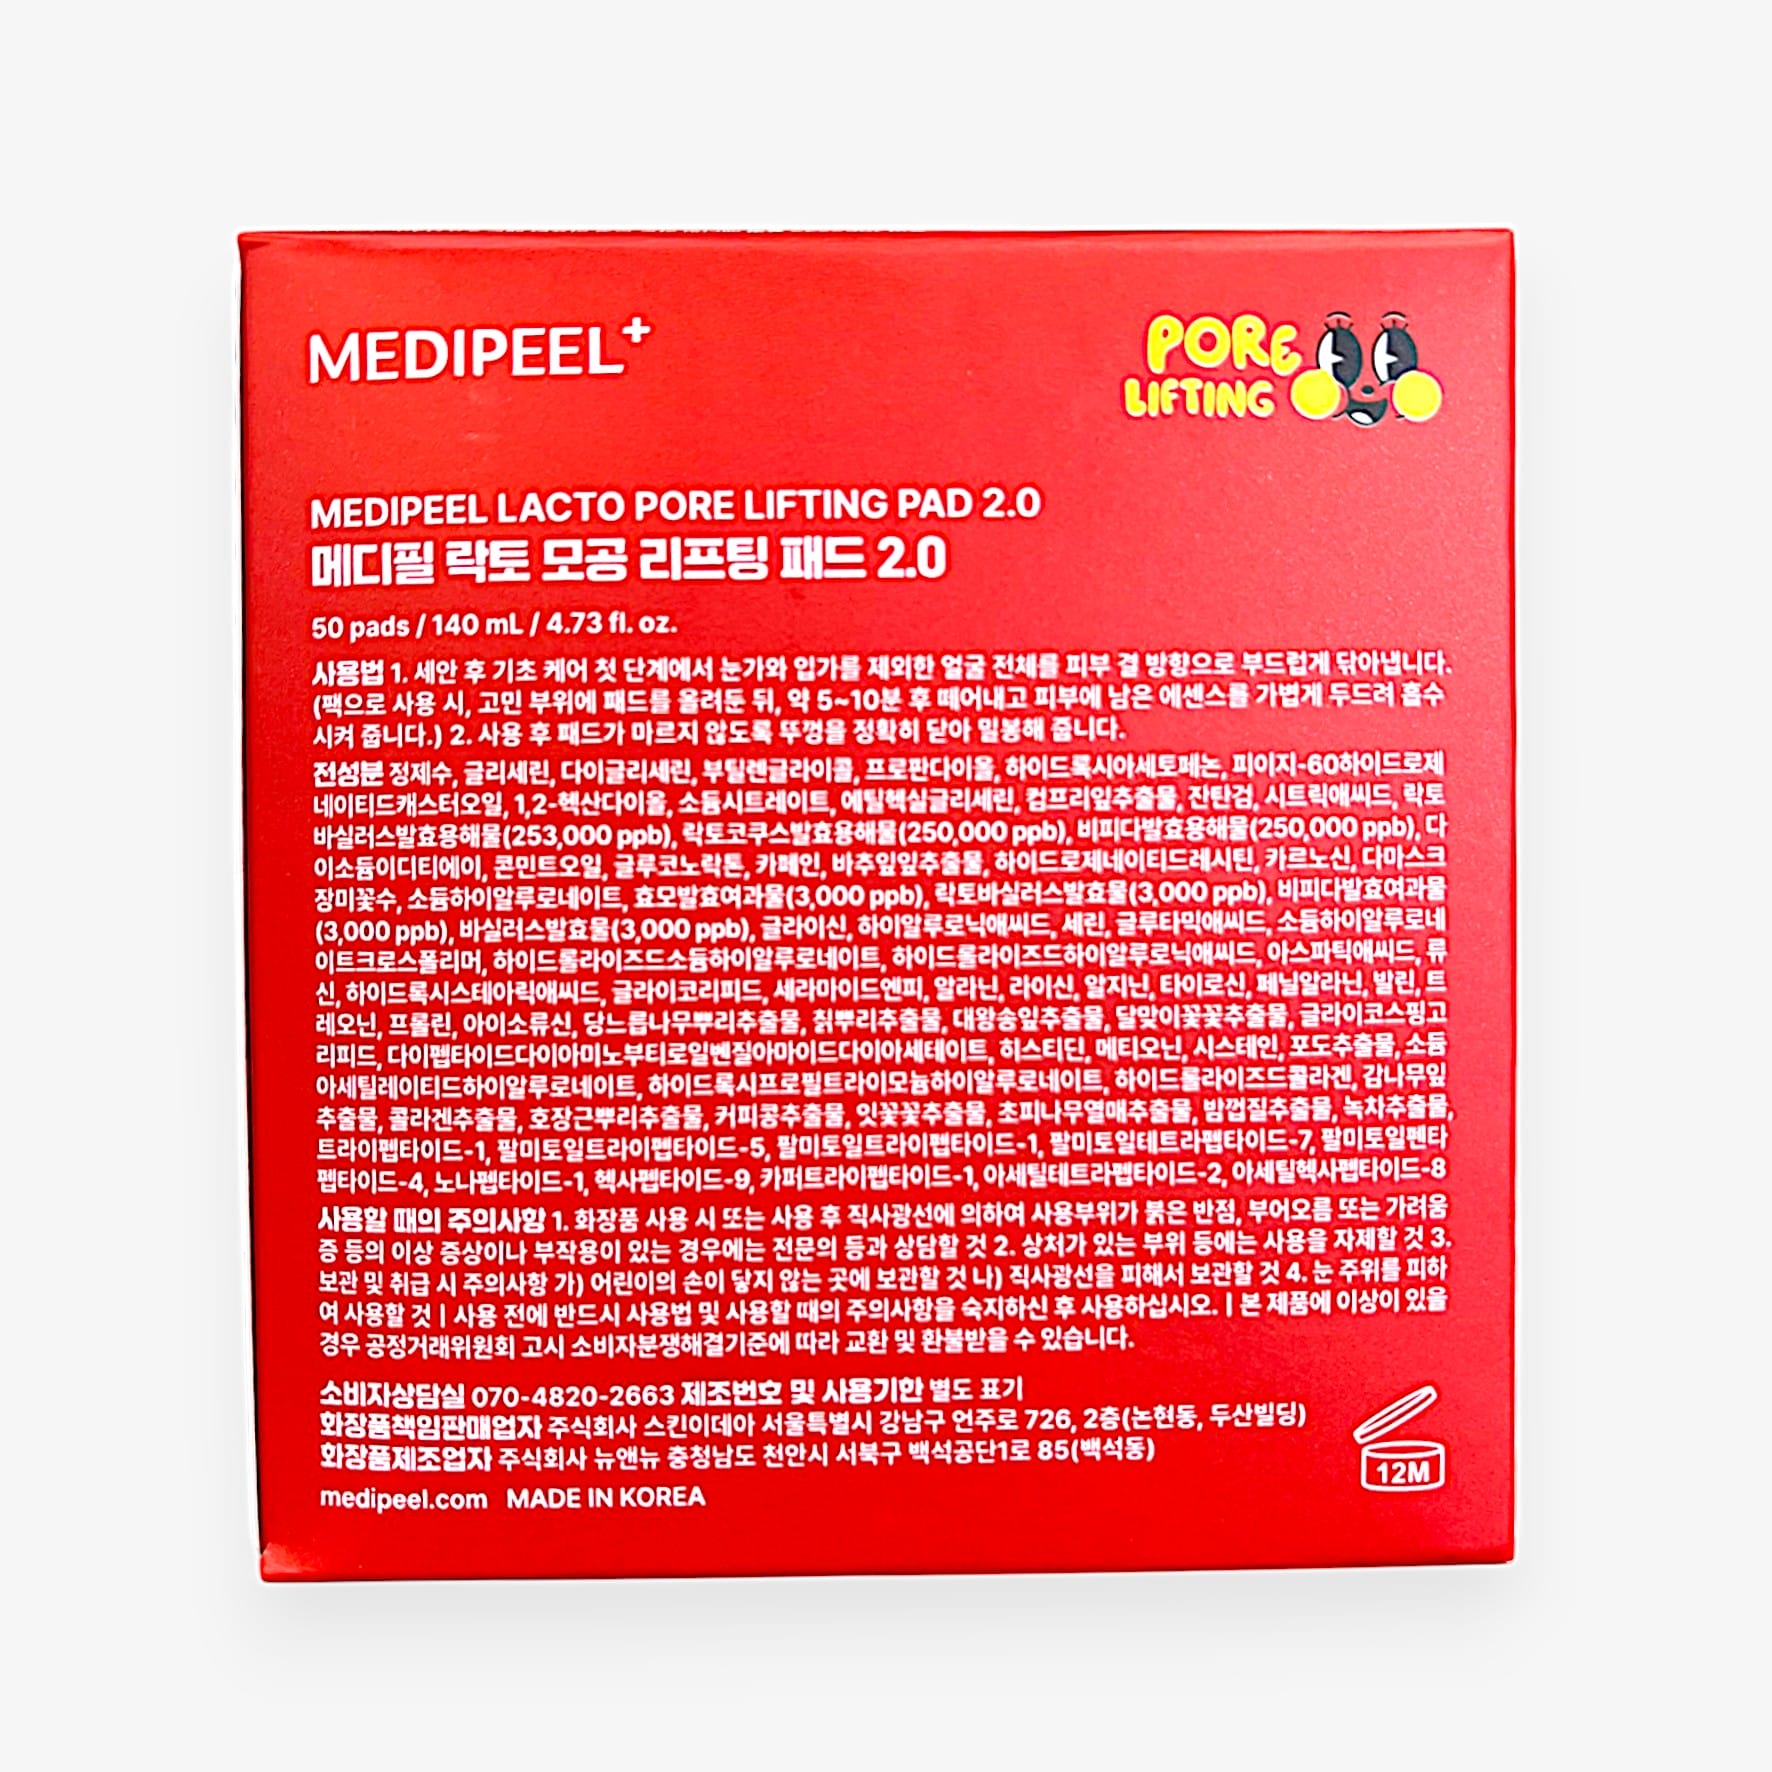 MEDIPEEL+
PORE
LIFTING
MEDIPEEL LACTO PORE LIFTING PAD 2.0
메디필 락토 모공 리프팅 패드 2.0
50 pads / 140 mL / 4.73 fl. oz.
사용법 1. 세안 후 기초 케어 첫 단계에서 눈가와 입가를 제외한 얼굴 전체를 피부 결 방향으로 부드럽게 닦아냅니다.
(팩으로 사용 시, 고민 부위에 패드를 올려둔 뒤, 약 5~10분 후 떼어내고 피부에 남은 에센스를 가볍게 두드려 흡수
시켜 줍니다.) 2. 사용 후 패드가 마르지 않도록 뚜껑을 정확히 닫아 밀봉해 줍니다.
전성분 정제수, 글리세린, 다이글리세린, 부틸렌글라이콜, 프로판다이올, 하이드록시아세토페논, 피이지-60하이드로제
네이티드캐스터오일, 1,2-헥산다이올, 소듐시트레이트, 에틸헥실글리세린, 컴프리잎추출물, 잔탄검, 시트릭애씨드, 락토
바실러스발효용해물(253,000 ppb), 락토코쿠스발효용해물(250,000 ppb), 비피다발효용해물(250,000 ppb), 다
이소듐이디티에이, 콘민트오일, 글루코노락톤, 카페인, 바추잎잎추출물, 하이드로제네이티드레시틴, 카르노신, 다마스크
장미꽃수, 소듐하이알루로네이트, 효모발효여과물(3,000 ppb), 락토바실러스발효물(3,000 ppb), 비피다발효여과물
(3,000 ppb), 바실러스발효물(3,000 ppb), 글라이신, 하이알루로닉애씨드, 세린, 글루타믹애씨드, 소듐하이알루로네
이트크로스폴리머, 하이드롤라이즈드소듐하이알루로네이트, 하이드롤라이즈드하이알루로닉애씨드, 아스파틱애씨드, 류
신, 하이드록시스테아릭애씨드, 글라이코리피드, 세라마이드엔피, 알라닌, 라이신, 알지닌, 타이로신, 페닐알라닌, 발린, 트
레오닌, 프롤린, 아이소류신, 당느릅나무뿌리추출물, 칡뿌리추출물, 대왕송잎추출물, 달맞이꽃꽃추출물, 글라이코스핑고
리피드, 다이펩타이드다이아미노부티로일벤질아마이드다이아세테이트, 히스티딘, 메티오닌, 시스테인, 포도추출물, 소듐
아세틸레이티드하이알루로네이트, 하이드록시프로필트라이모늄하이알루로네이트, 하이드롤라이즈드콜라겐, 감나무잎
추출물, 콜라겐추출물, 호장근뿌리추출물, 커피콩추출물, 잇꽃꽃추출물, 초피나무열매추출물, 밤껍질추출물, 녹차추출물,
트라이펩타이드-1, 팔미토일트라이펩타이드-5, 팔미토일트라이펩타이드-1, 팔미토일테트라펩타이드-7, 팔미토일펜타
펩타이드-4, 노나펩타이드-1, 헥사펩타이드-9, 카퍼트라이펩타이드-1, 아세틸테트라펩타이드-2, 아세틸헥사펩타이드-8
사용할 때의 주의사항 1. 화장품 사용 시 또는 사용 후 직사광선에 의하여 사용부위가 붉은 반점, 부어오름 또는 가려움
증 등의 이상 증상이나 부작용이 있는 경우에는 전문의 등과 상담할 것 2. 상처가 있는 부위 등에는 사용을 자제할 것 3.
보관 및 취급 시 주의사항 가) 어린이의 손이 닿지 않는 곳에 보관할 것 나) 직사광선을 피해서 보관할 것 4. 눈 주위를 피하
여 사용할 것 | 사용 전에 반드시 사용법 및 사용할 때의 주의사항을 숙지하신 후 사용하십시오. | 본 제품에 이상이 있을
경우 공정거래위원회 고시 소비자분쟁해결기준에 따라 교환 및 환불받을 수 있습니다.
소비자상담실 070-4820-2663 제조번호 및 사용기한 별도 표기
화장품책임판매업자 주식회사 스킨이데아 서울특별시 강남구 언주로 726, 2층(논현동, 두산빌딩)
화장품제조업자 주식회사 뉴앤뉴 충청남도 천안시 서북구 백석공단1로 85(백석동)
12M
medipeel.com MADE IN KOREA